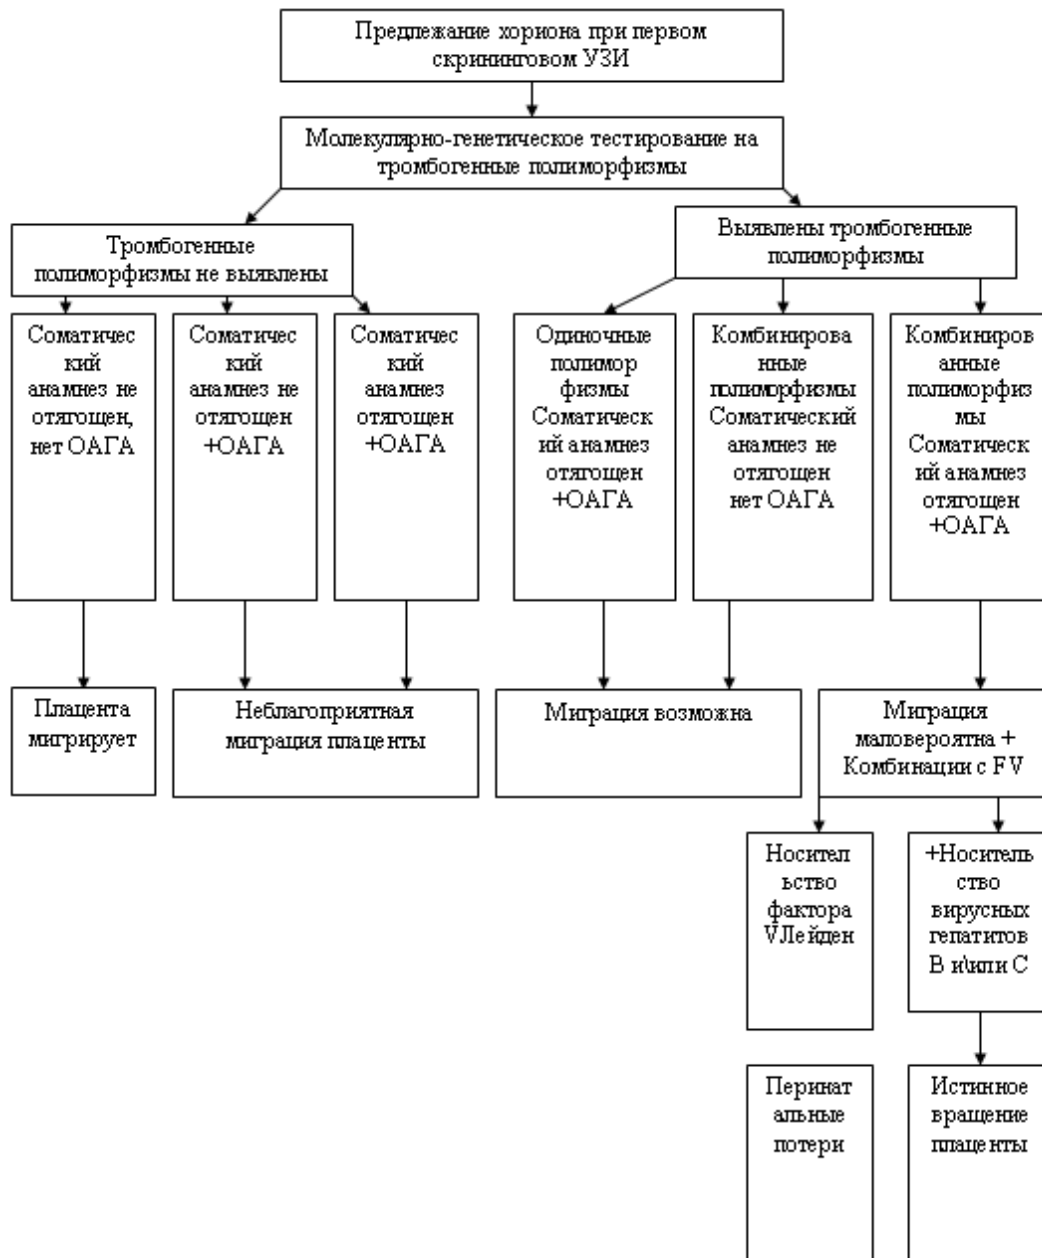 Предлежание хориона при первом
скрининговом УЗИ
Молекулярно-генетическое тестирование на
тромбогенные полиморфизмы
Тромбогенные
полиморфизмы не выявлены
Выявлены тромбогенные
полиморфизмы
Соматичес
кий
анамнез не
отягощен,
нет ОАГА
Соматичес
кий
анамнез не
отягощен
+ОАГА
Соматичес
кий
анамнез
отягощен
+ОАГА
Одиночные
полимор
физмы
Соматическ
ий анамнез
отягощен
+ОАГА
Комбинирова
нные
полиморфизмы
Соматический
анамнез не
отягощен
нет ОАГА
Комбиниров
анные
полиморфиз
мы
Соматическ
ий анамнез
отягощен
+ОАГА
Плацента
мигрирует
Неблагоприятная
миграция плаценты
Миграция возможна
Миграция
маловероятна +
Комбинации с FV
Носител
ьство
фактора
VЛейден
+Носитель
ство
вирусных
гепатитов
В и\или С
Перинат
альные
потери
Истинное
вращение
плаценты